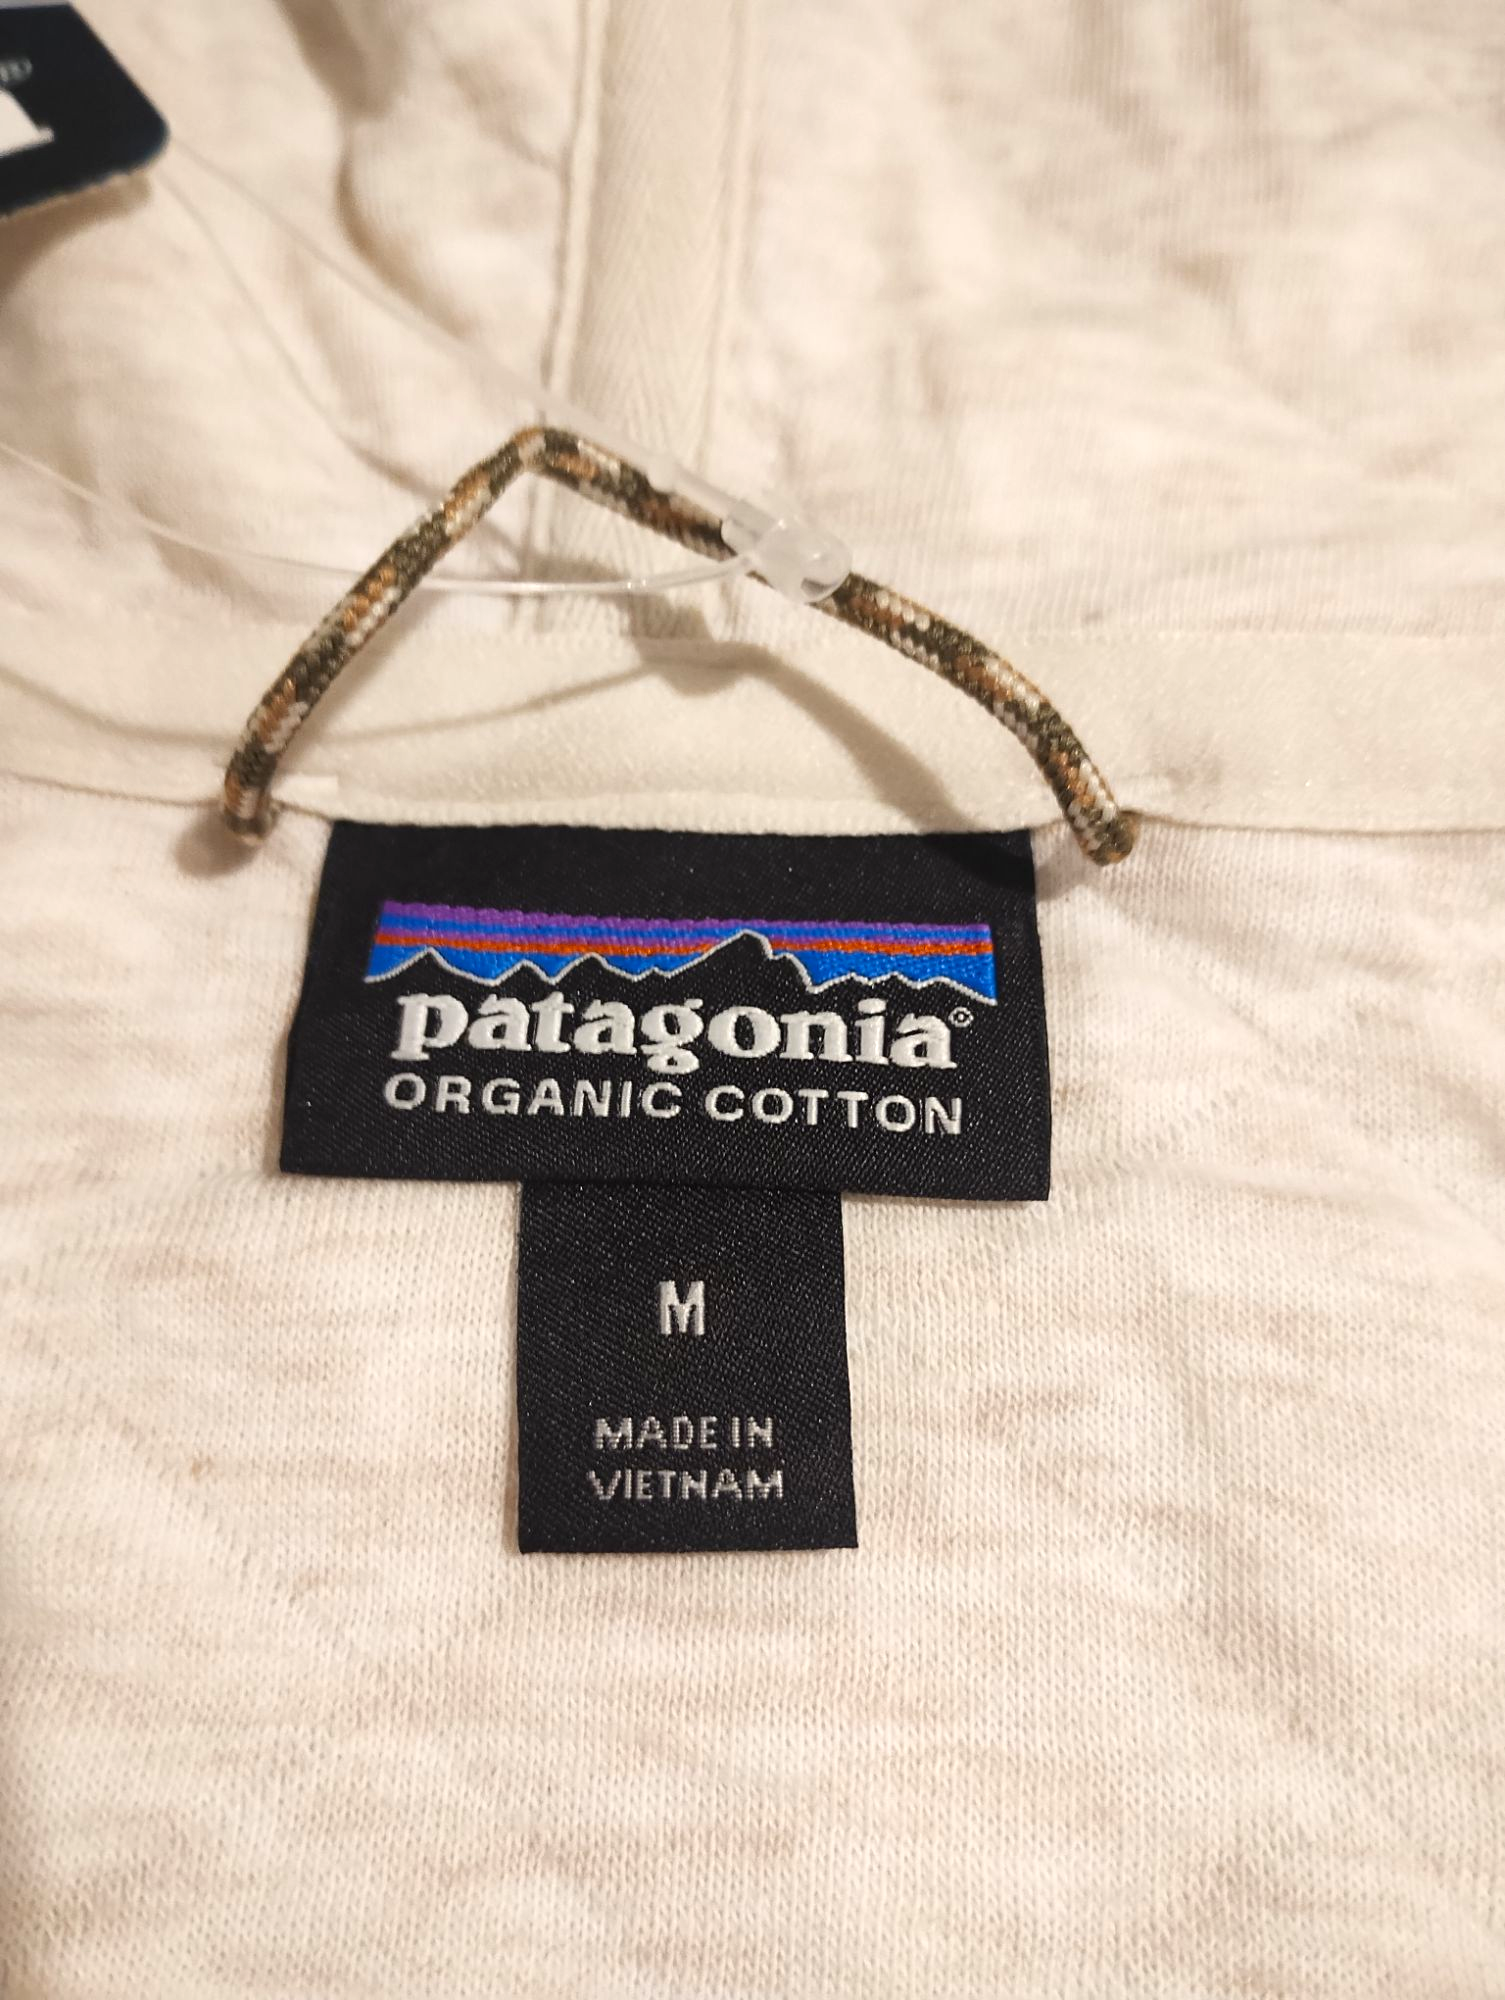 patagonia®
ORGANIC COTTON
M
MADE IN
VIETNAM